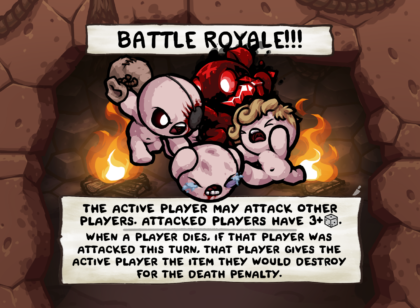 BATTLE ROYALE!!!
THE ACTIVE PLAYER MAY ATTACK OTHER
PLAYERS. ATTACKED PLAYERS HAVE 3+
WHEN A PLAYER DIES, IF THAT PLAYER WAS
ATTACKED THIS TURN, THAT PLAYER GIVES THE
ACTIVE PLAYER THE ITEM THEY WOULD DESTROY
FOR THE DEATH PENALTY.